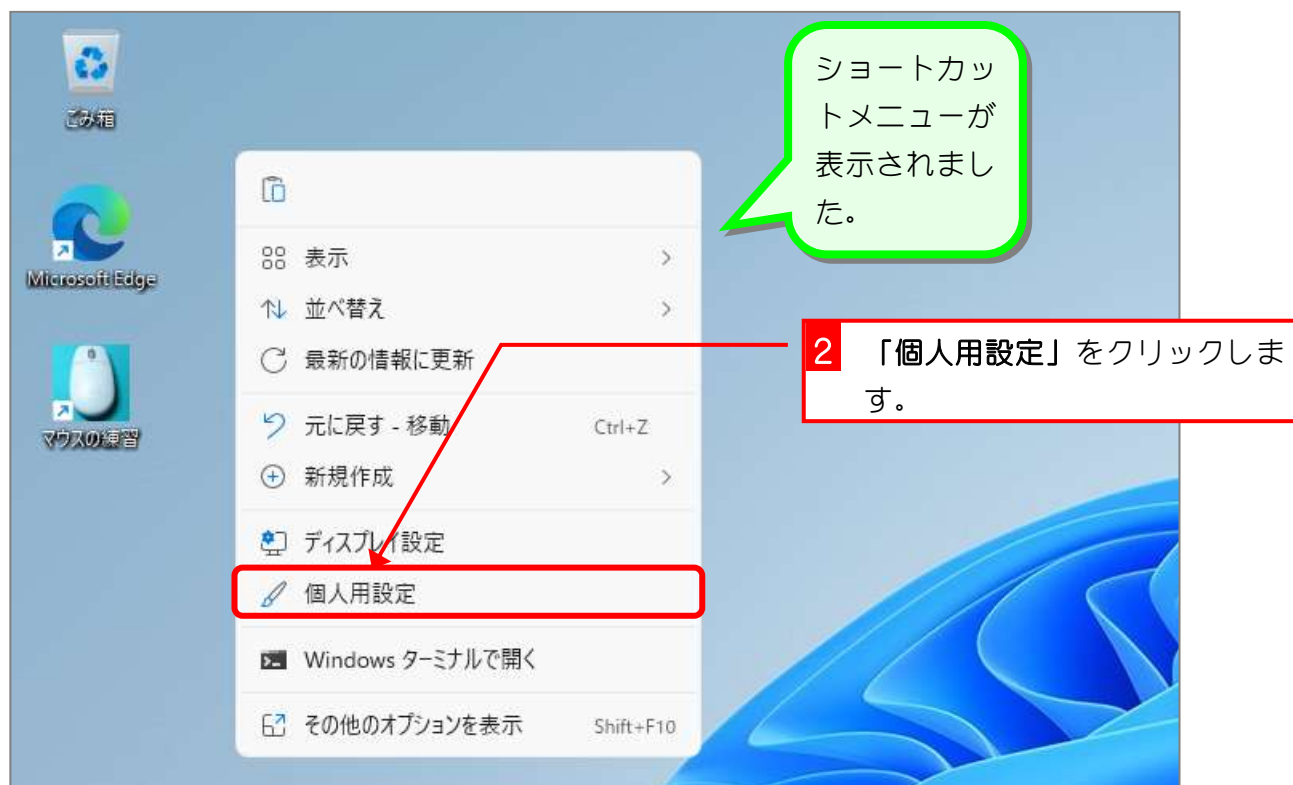 ごみ箱
Microsoft Edge
マウスの練習
表示
並べ替え
最新の情報に更新
元に戻す - 移動 Ctrl+Z
新規作成
ディスプレイ設定
個人用設定
Windows ターミナルで開く
その他のオプションを表示 Shift+F10
ショートカッ
トメニューが
表示されまし
た。
2 「個人用設定」をクリックしま
す。